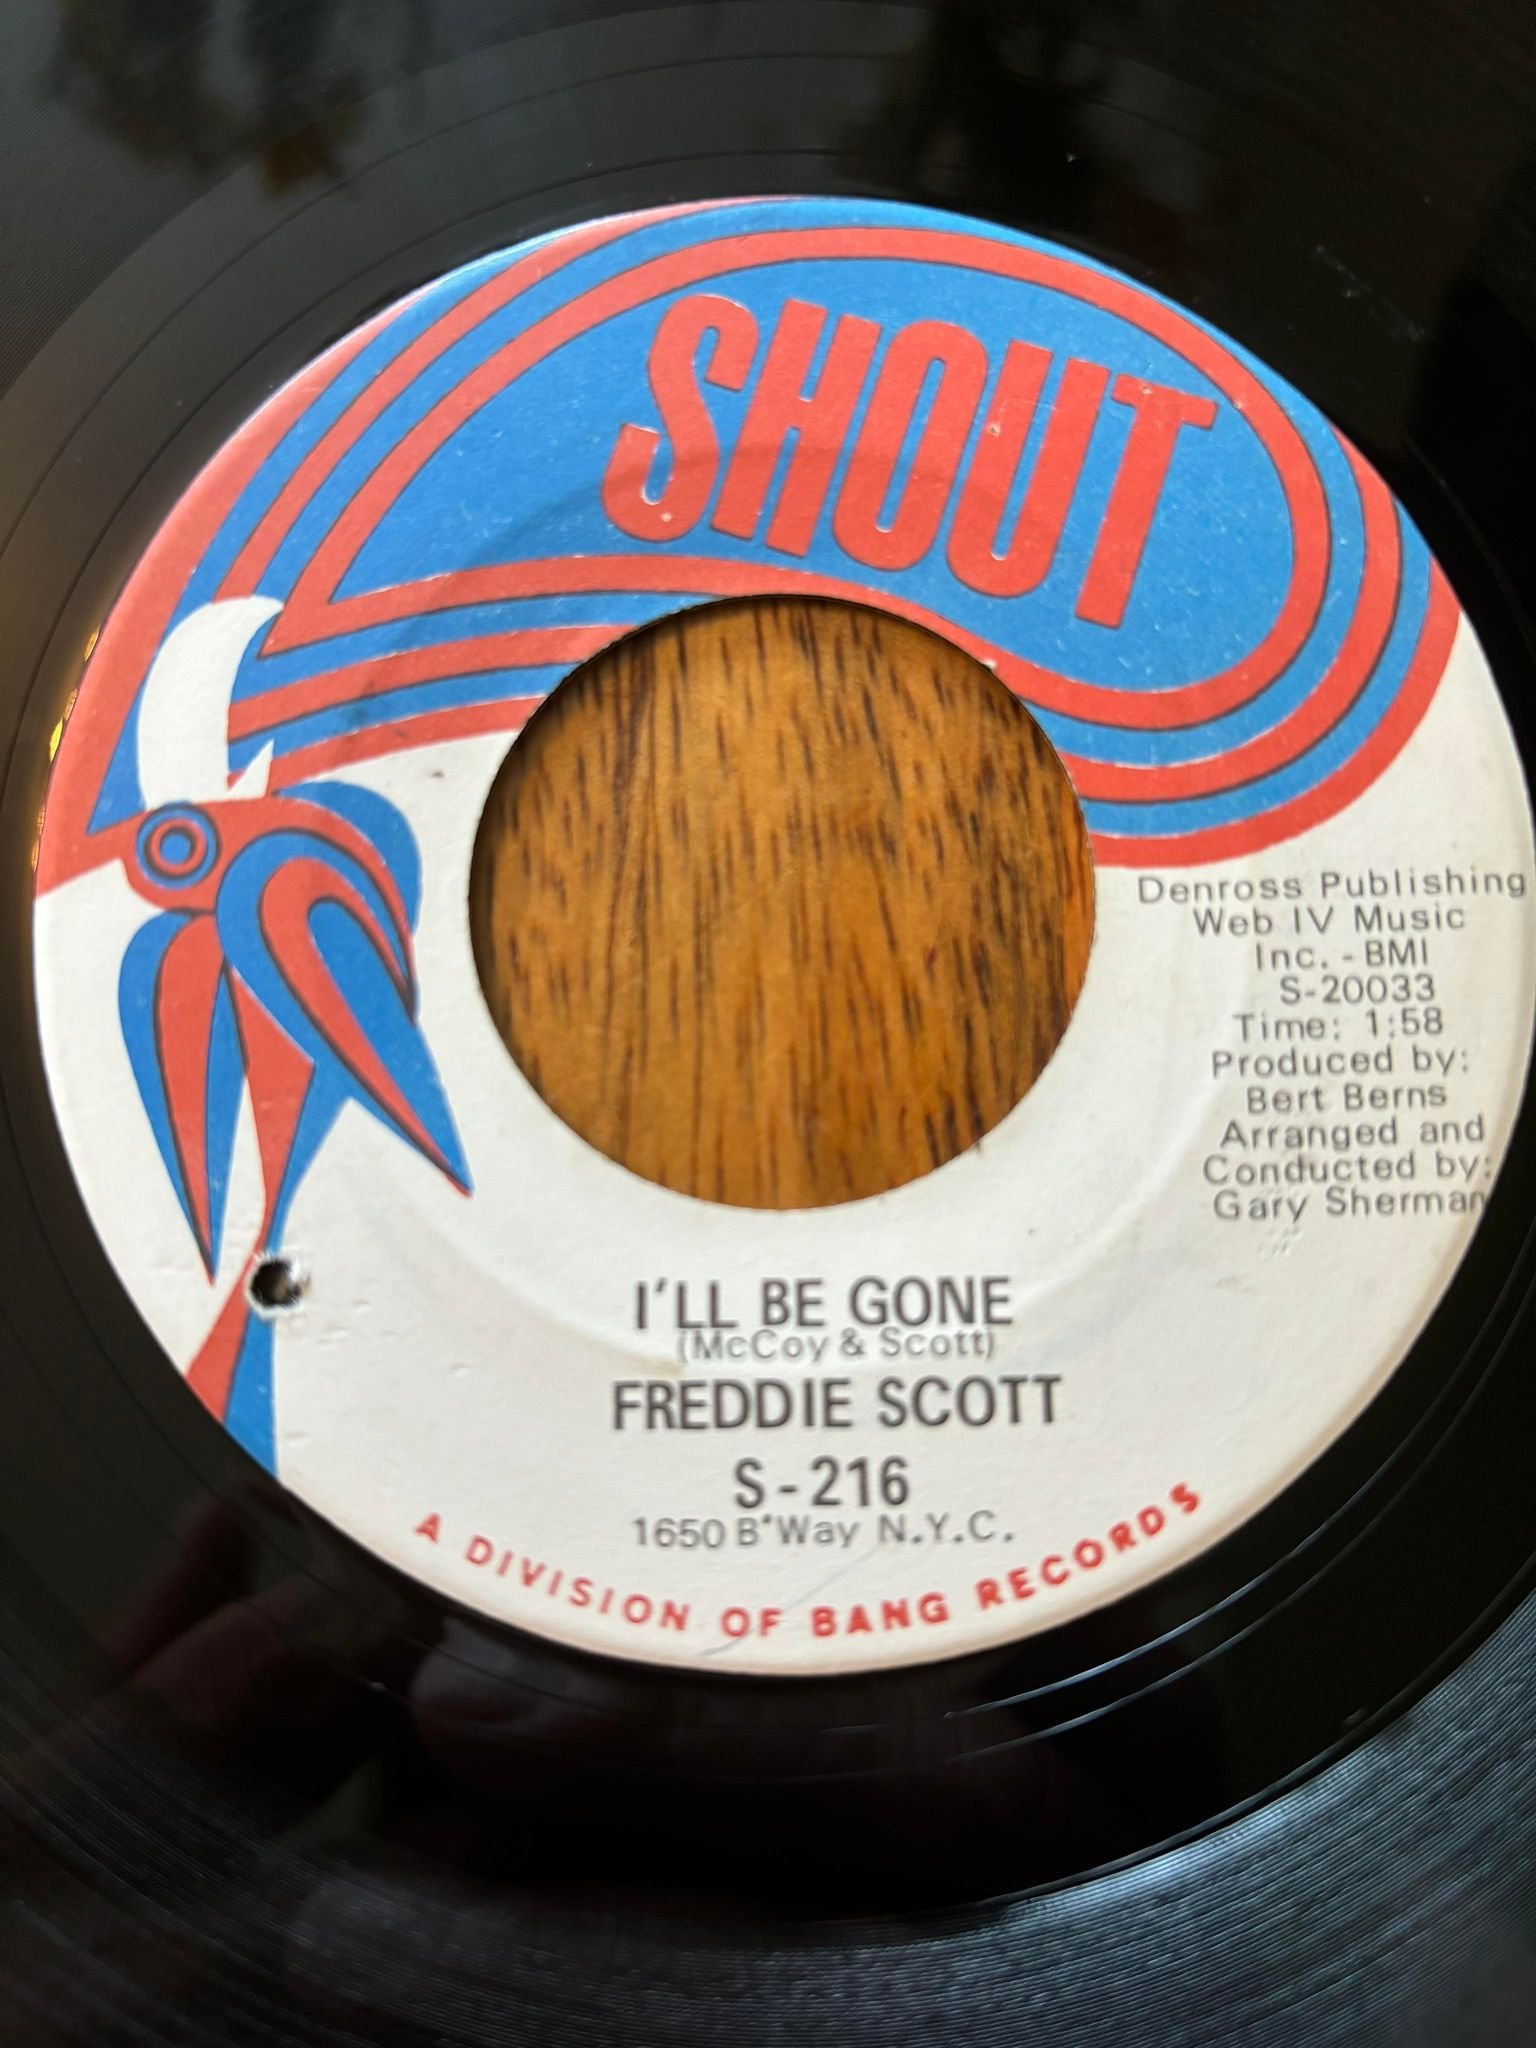 SHOUT
Denross Publishing
Web IV Music
Inc. - BMI
S-20033
Time: 1:58
Produced by:
Bert Berns
Arranged and
Conducted by:
Gary Sherman
I'LL BE GONE
(McCoy & Scott)
FREDDIE SCOTT
S-216
1650 B'Way N.Y.C.
A DIVISION OF BANG RECORDS